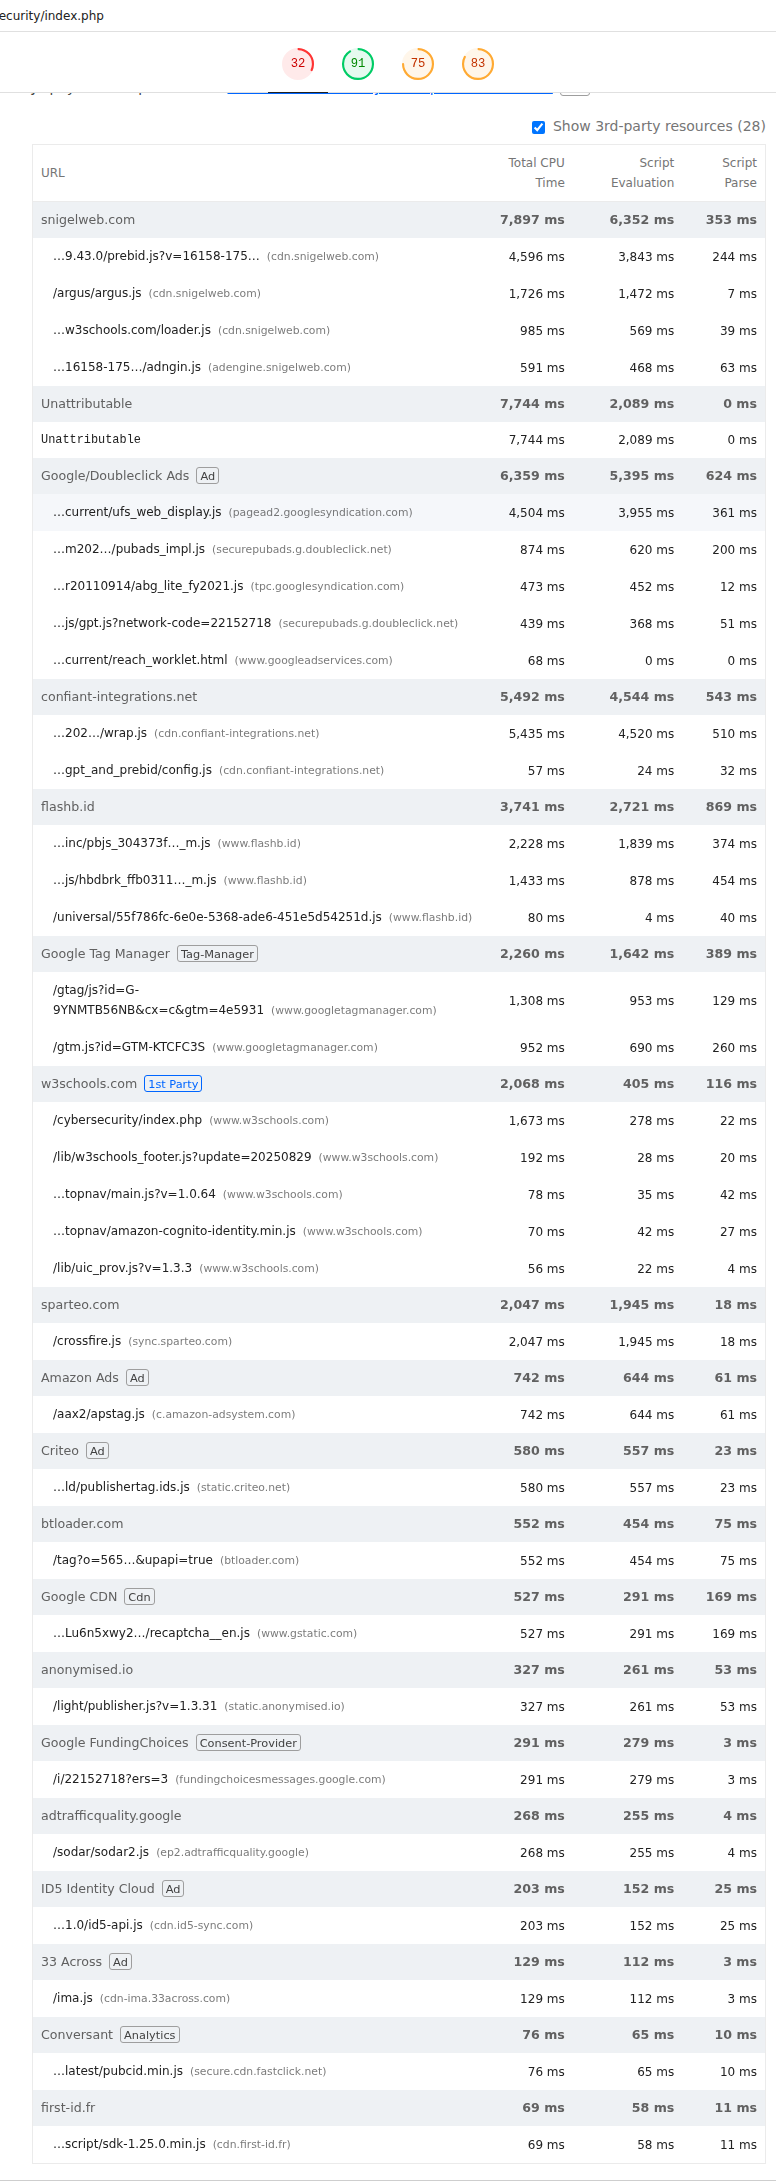 ecurity/index.php
32 91 75 83
Show 3rd-party resources (28)
URL Total CPU Time Script Evaluation Script Parse
snigelweb.com 7,897 ms 6,352 ms 353 ms
…9.43.0/prebid.js?v=16158-175… (cdn.snigelweb.com) 4,596 ms 3,843 ms 244 ms
/argus/argus.js (cdn.snigelweb.com) 1,726 ms 1,472 ms 7 ms
…w3schools.com/loader.js (cdn.snigelweb.com) 985 ms 569 ms 39 ms
…16158-175…/adngin.js (adengine.snigelweb.com) 591 ms 468 ms 63 ms
Unattributable 7,744 ms 2,089 ms 0 ms
Unattributable 7,744 ms 2,089 ms 0 ms
Google/Doubleclick Ads Ad 6,359 ms 5,395 ms 624 ms
…current/ufs_web_display.js (pagead2.googlesyndication.com) 4,504 ms 3,955 ms 361 ms
…m202…/pubads_impl.js (securepubads.g.doubleclick.net) 874 ms 620 ms 200 ms
…r20110914/abg_lite_fy2021.js (tpc.googlesyndication.com) 473 ms 452 ms 12 ms
…js/gpt.js?network-code=22152718 (securepubads.g.doubleclick.net) 439 ms 368 ms 51 ms
…current/reach_worklet.html (www.googleadservices.com) 68 ms 0 ms 0 ms
confiant-integrations.net 5,492 ms 4,544 ms 543 ms
…202…/wrap.js (cdn.confiant-integrations.net) 5,435 ms 4,520 ms 510 ms
…gpt_and_prebid/config.js (cdn.confiant-integrations.net) 57 ms 24 ms 32 ms
flashb.id 3,741 ms 2,721 ms 869 ms
…inc/pbjs_304373f…_m.js (www.flashb.id) 2,228 ms 1,839 ms 374 ms
…js/hbdbrk_ffb0311…_m.js (www.flashb.id) 1,433 ms 878 ms 454 ms
/universal/55f786fc-6e0e-5368-ade6-451e5d54251d.js (www.flashb.id) 80 ms 4 ms 40 ms
Google Tag Manager Tag-Manager 2,260 ms 1,642 ms 389 ms
/gtag/js?id=G-
9YNMTB56NB&cx=c&gtm=4e5931 (www.googletagmanager.com) 1,308 ms 953 ms 129 ms
/gtm.js?id=GTM-KTCFC3S (www.googletagmanager.com) 952 ms 690 ms 260 ms
w3schools.com 1st Party 2,068 ms 405 ms 116 ms
/cybersecurity/index.php (www.w3schools.com) 1,673 ms 278 ms 22 ms
/lib/w3schools_footer.js?update=20250829 (www.w3schools.com) 192 ms 28 ms 20 ms
…topnav/main.js?v=1.0.64 (www.w3schools.com) 78 ms 35 ms 42 ms
…topnav/amazon-cognito-identity.min.js (www.w3schools.com) 70 ms 42 ms 27 ms
/lib/uic_prov.js?v=1.3.3 (www.w3schools.com) 56 ms 22 ms 4 ms
sparteo.com 2,047 ms 1,945 ms 18 ms
/crossfire.js (sync.sparteo.com) 2,047 ms 1,945 ms 18 ms
Amazon Ads Ad 742 ms 644 ms 61 ms
/aax2/apstag.js (c.amazon-adsystem.com) 742 ms 644 ms 61 ms
Criteo Ad 580 ms 557 ms 23 ms
…ld/publishertag.ids.js (static.criteo.net) 580 ms 557 ms 23 ms
btloader.com 552 ms 454 ms 75 ms
/tag?o=565…&upapi=true (btloader.com) 552 ms 454 ms 75 ms
Google CDN Cdn 527 ms 291 ms 169 ms
…Lu6n5xwy2…/recaptcha__en.js (www.gstatic.com) 527 ms 291 ms 169 ms
anonymised.io 327 ms 261 ms 53 ms
/light/publisher.js?v=1.3.31 (static.anonymised.io) 327 ms 261 ms 53 ms
Google FundingChoices Consent-Provider 291 ms 279 ms 3 ms
/i/22152718?ers=3 (fundingchoicesmessages.google.com) 291 ms 279 ms 3 ms
adtrafficquality.google 268 ms 255 ms 4 ms
/sodar/sodar2.js (ep2.adtrafficquality.google) 268 ms 255 ms 4 ms
ID5 Identity Cloud Ad 203 ms 152 ms 25 ms
…1.0/id5-api.js (cdn.id5-sync.com) 203 ms 152 ms 25 ms
33 Across Ad 129 ms 112 ms 3 ms
/ima.js (cdn-ima.33across.com) 129 ms 112 ms 3 ms
Conversant Analytics 76 ms 65 ms 10 ms
…latest/pubcid.min.js (secure.cdn.fastclick.net) 76 ms 65 ms 10 ms
first-id.fr 69 ms 58 ms 11 ms
…script/sdk-1.25.0.min.js (cdn.first-id.fr) 69 ms 58 ms 11 ms